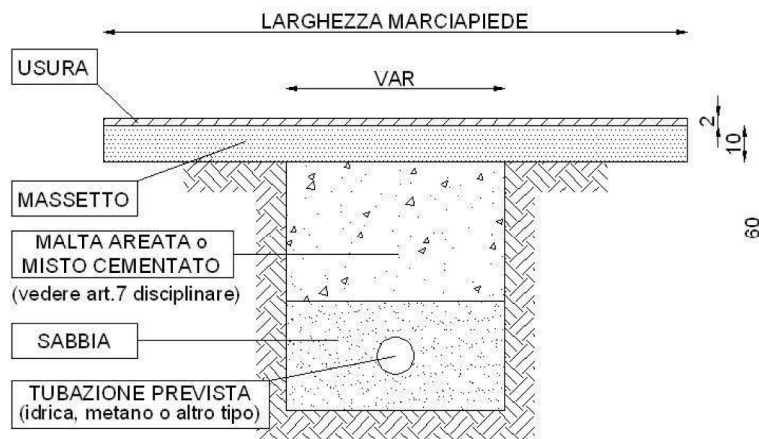 LARGHEZZA MARCIAPIEDE
USURA
VAR
2
10
MASSETTO
60
MALTA AREATA o
MISTO CEMENTATO
(vedere art.7 disciplinare)
SABBIA
TUBAZIONE PREVISTA
(idrica, metano o altro tipo)